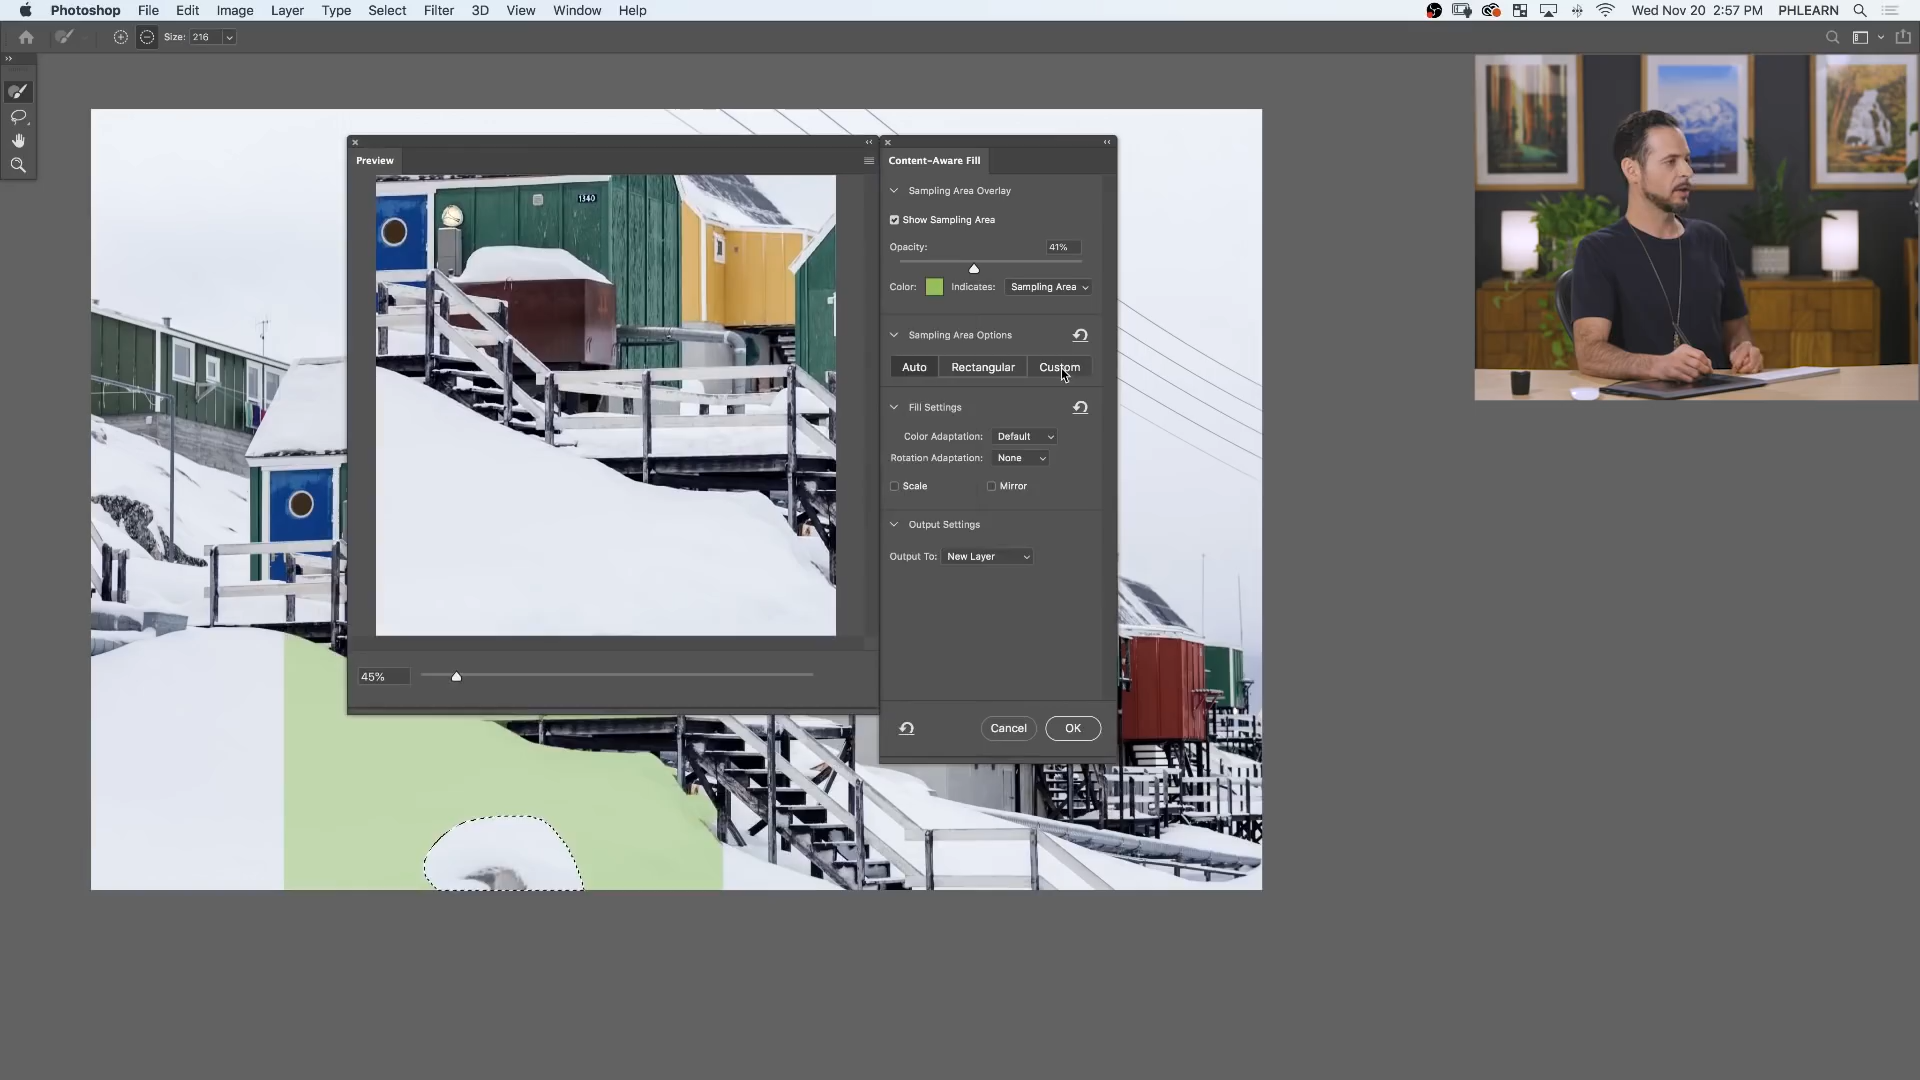 Photoshop File Edit Image Layer Type Select Filter 3D View Window Help Wed Nov 20 2:57 PM PHLEARN
Size: 216
Preview
1340
45%
Content-Aware Fill
Sampling Area Overlay
Show Sampling Area
Opacity: 41%
Color: Indicates: Sampling Area
Sampling Area Options
Auto Rectangular Custom
Fill Settings
Color Adaptation: Default
Rotation Adaptation: None
Scale Mirror
Output Settings
Output To: New Layer
Cancel OK